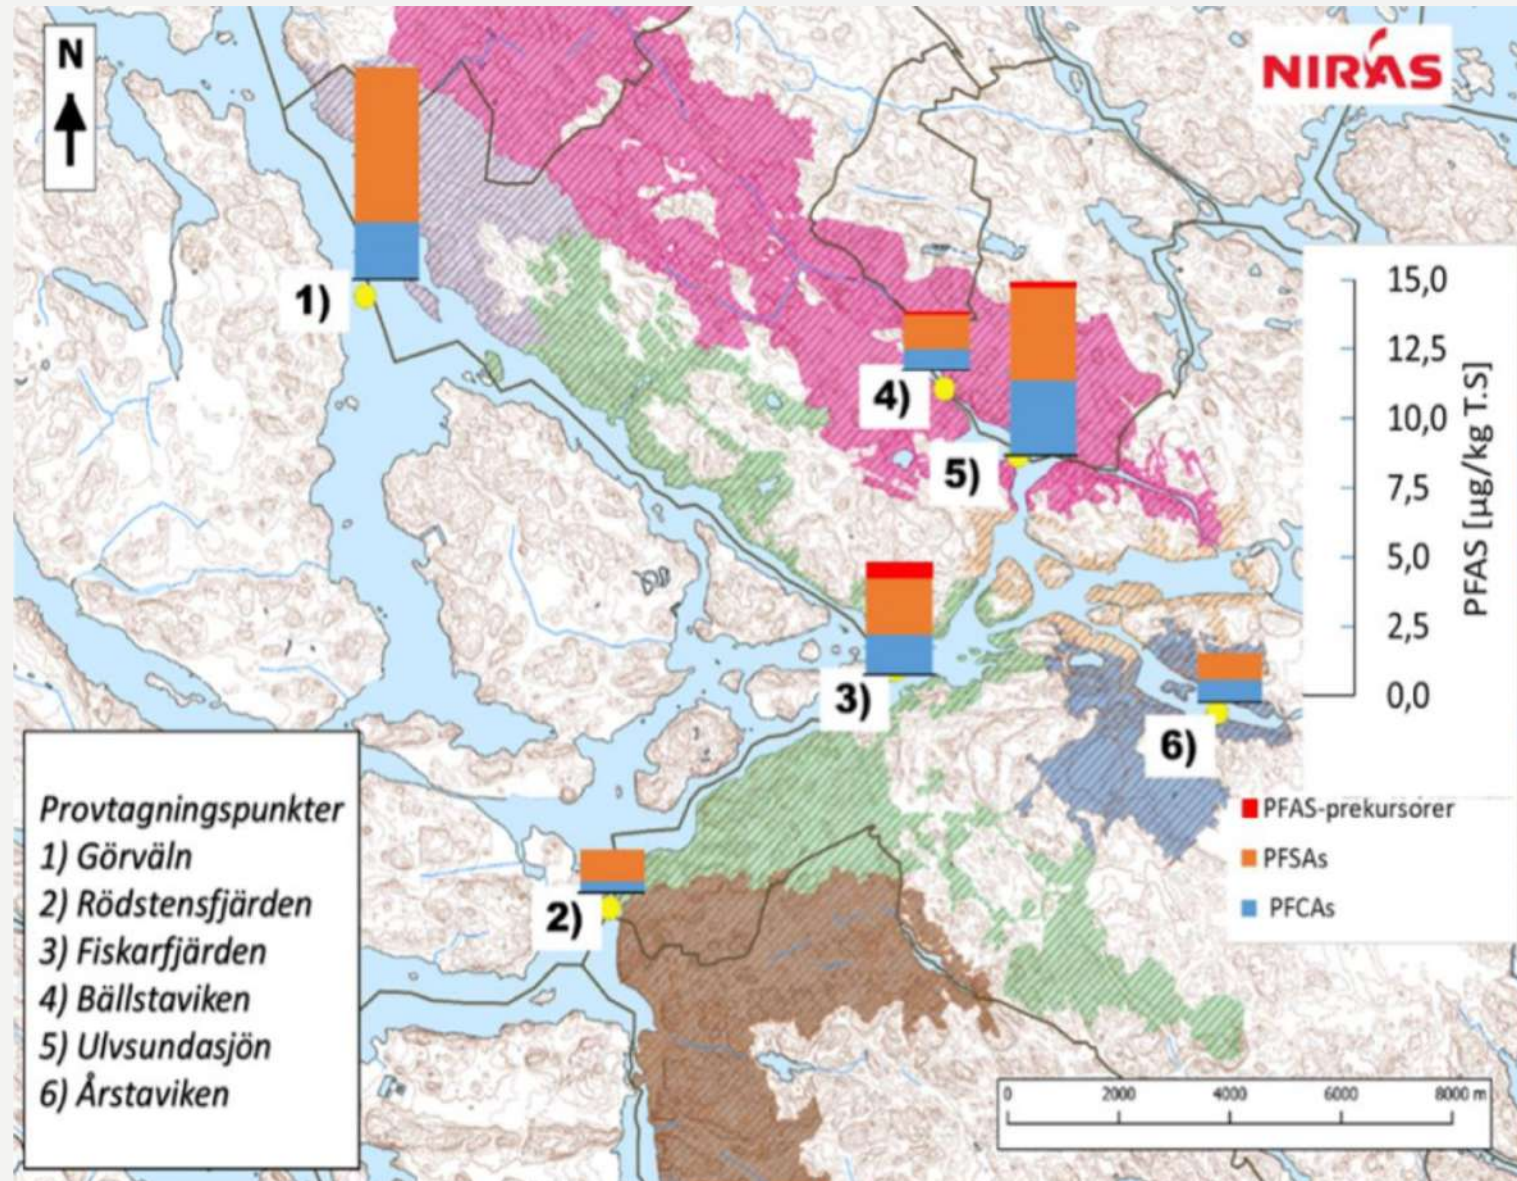 N
NIRAS
1)
4)
5)
3)
6)
2)
15,0
12,5
10,0
7,5
5,0
2,5
0,0
PFAS [µg/kg T.S]
PFAS-prekursorer
PFSAs
PFCAs
Provtagningspunkter
1) Görväln
2) Rödstensfjärden
3) Fiskarfjärden
4) Bällstaviken
5) Ulvsundasjön
6) Årstaviken
0 2000 4000 6000 8000 m